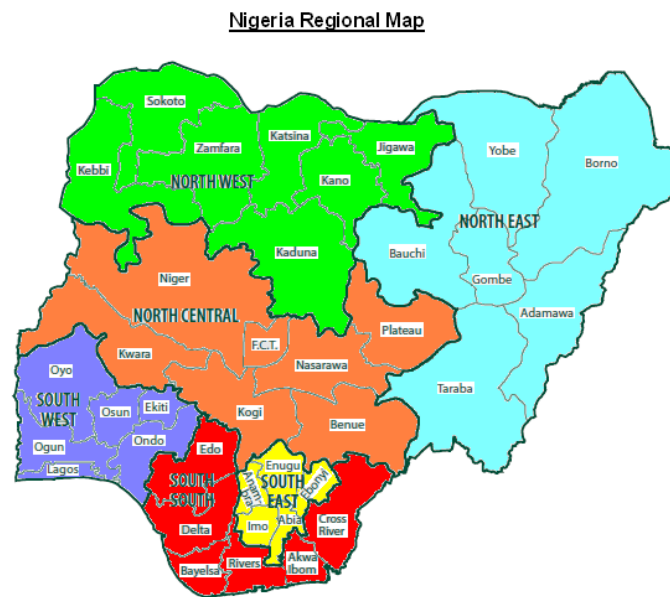 Nigeria Regional Map
Sokoto
Katsina
Zamfara
Jigawa
Yobe
Borno
Kebbi
NORTH WEST
Kano
NORTH EAST
Kaduna
Bauchi
Niger
Gombe
NORTH CENTRAL
Adamawa
Plateau
F.C.T.
Kwara
Nasarawa
Oyo
Taraba
SOUTH
WEST
Osun
Ekiti
Kogi
Benue
Ogun
Ondo
Edo
Lagos
Enugu
SOUTH
SOUTH
Anam
bra
SOUTH
EAST
Ebonyi
Imo
Abia
Cross
River
Delta
Bayelsa
Rivers
Akwa
Ibom